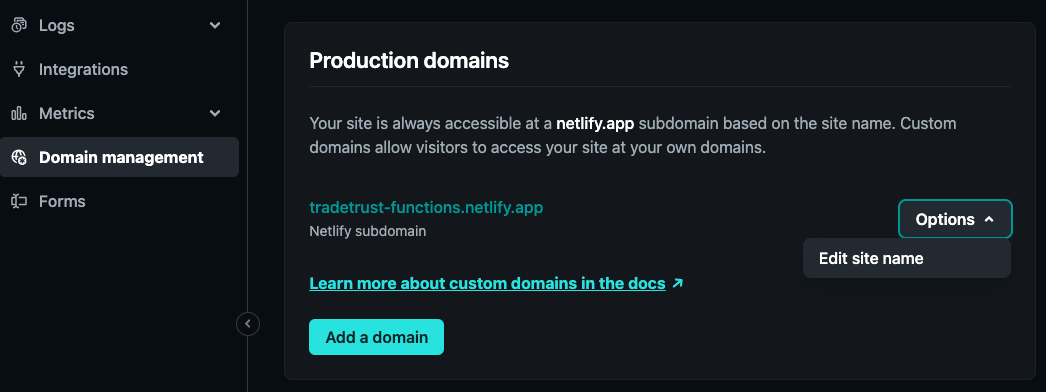 Logs
Integrations
Metrics
Domain management
Forms
Production domains
Your site is always accessible at a netlify.app subdomain based on the site name. Custom
domains allow visitors to access your site at your own domains.
tradetrust-functions.netlify.app
Netlify subdomain
Options
Edit site name
Learn more about custom domains in the docs
Add a domain